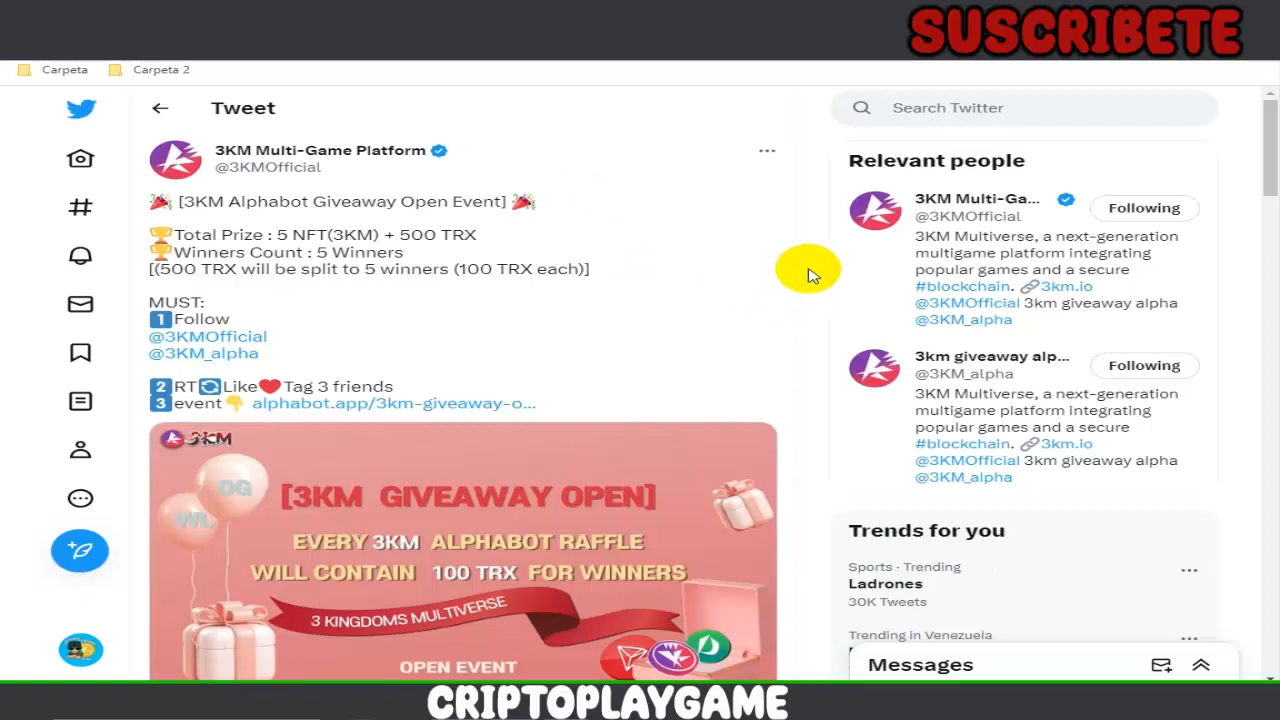 SUSCRIBETE
Carpeta
Carpeta 2
Tweet
3KM Multi-Game Platform
@3KMOfficial
🎉 [3KM Alphabot Giveaway Open Event] 🎉
🏆Total Prize : 5 NFT(3KM) + 500 TRX
🏆Winners Count : 5 Winners
[(500 TRX will be split to 5 winners (100 TRX each)]
MUST:
1️⃣Follow
@3KMOfficial
@3KM_alpha
2️⃣RT🔄Like❤️Tag 3 friends
3️⃣event👇 alphabot.app/3km-giveaway-o...
3KM
OG
WL
[3KM GIVEAWAY OPEN]
EVERY 3KM ALPHABOT RAFFLE
WILL CONTAIN 100 TRX FOR WINNERS
3 KINGDOMS MULTIVERSE
OPEN EVENT
Search Twitter
Relevant people
3KM Multi-Ga...
@3KMOfficial
Following
3KM Multiverse, a next-generation
multigame platform integrating
popular games and a secure
#blockchain. 🔗3km.io
@3KMOfficial 3km giveaway alpha
@3KM_alpha
3km giveaway alp...
@3KM_alpha
Following
3KM Multiverse, a next-generation
multigame platform integrating
popular games and a secure
#blockchain. 🔗3km.io
@3KMOfficial 3km giveaway alpha
@3KM_alpha
Trends for you
Sports · Trending
Ladrones
30K Tweets
Trending in Venezuela
Messages
CRIPTOPLAYGAME